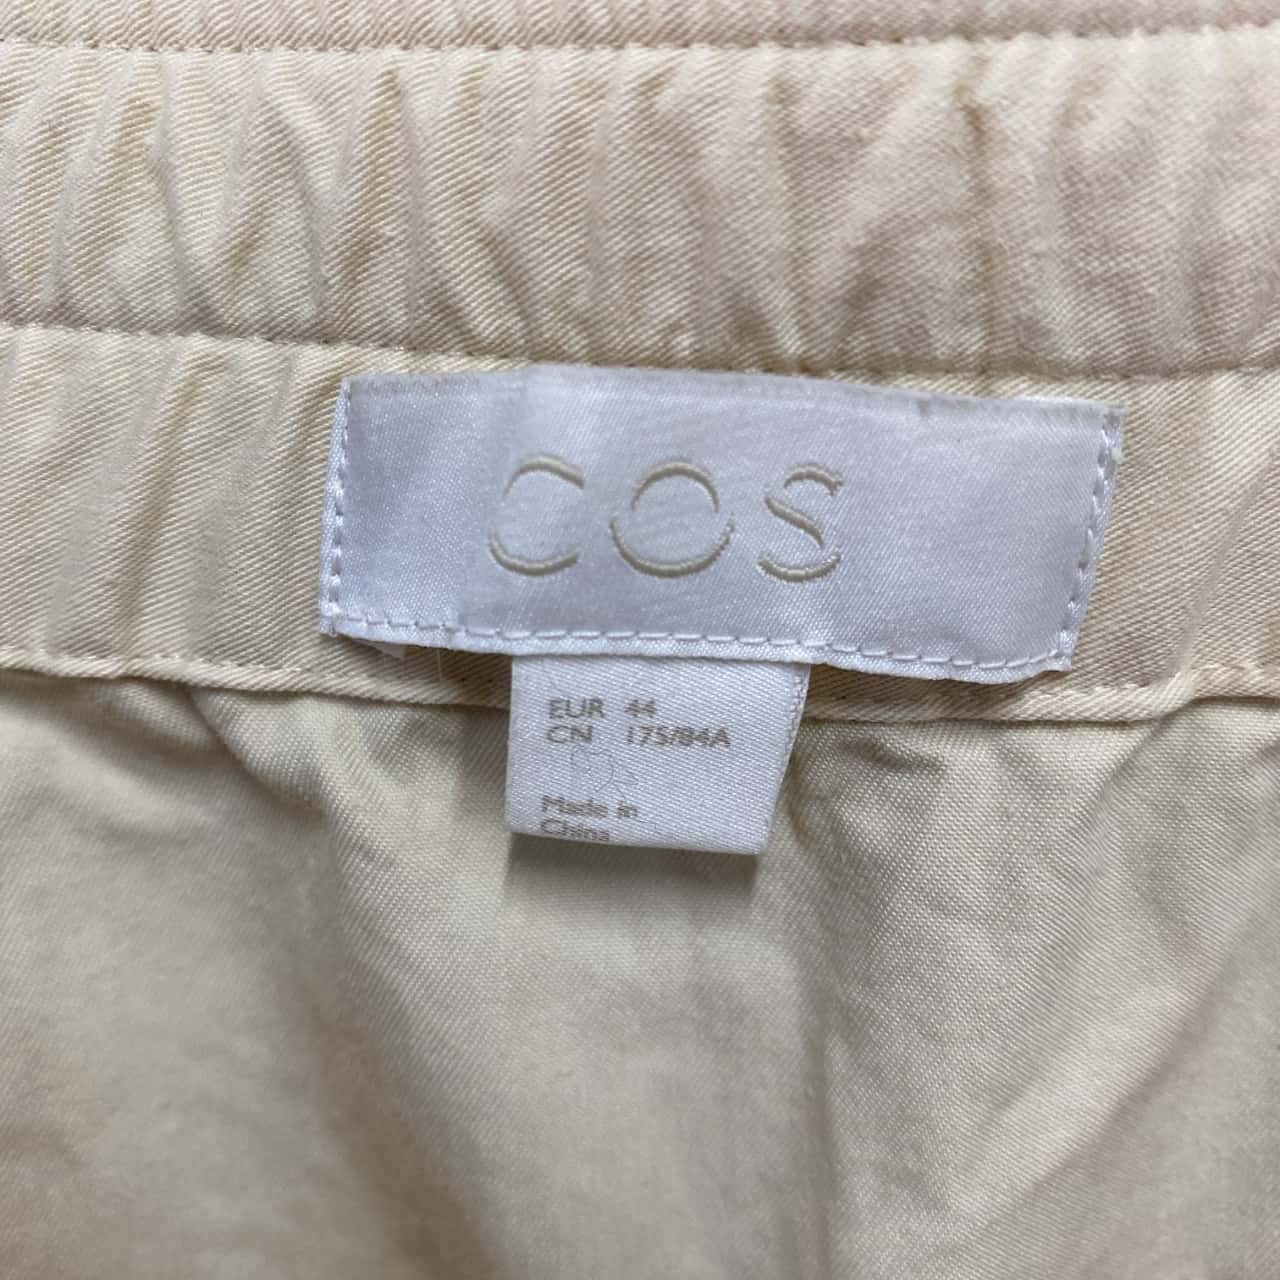 COS
EUR 44
CN 175/84A
Made in
China